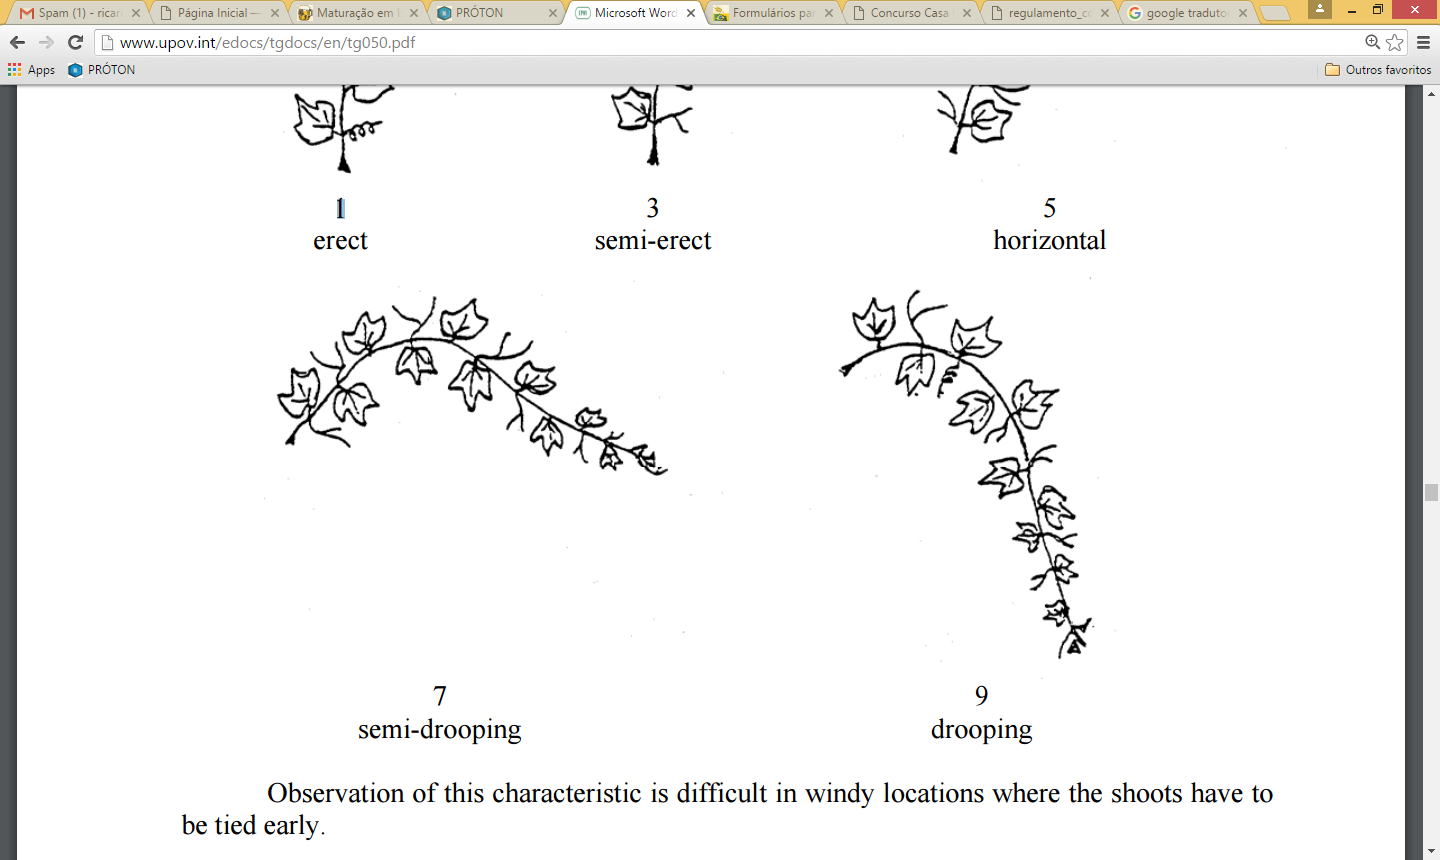 Spam (1) - ricar
Página Inicial —
Maturação em
PRÓTON
Microsoft Word
Formulários par
Concurso Casa
regulamento_co
google tradutor
www.upov.int/edocs/tgdocs/en/tg050.pdf
Apps
PRÓTON
Outros favoritos
1
3
5
erect
semi-erect
horizontal
7
9
semi-drooping
drooping
Observation of this characteristic is difficult in windy locations where the shoots have to
be tied early.